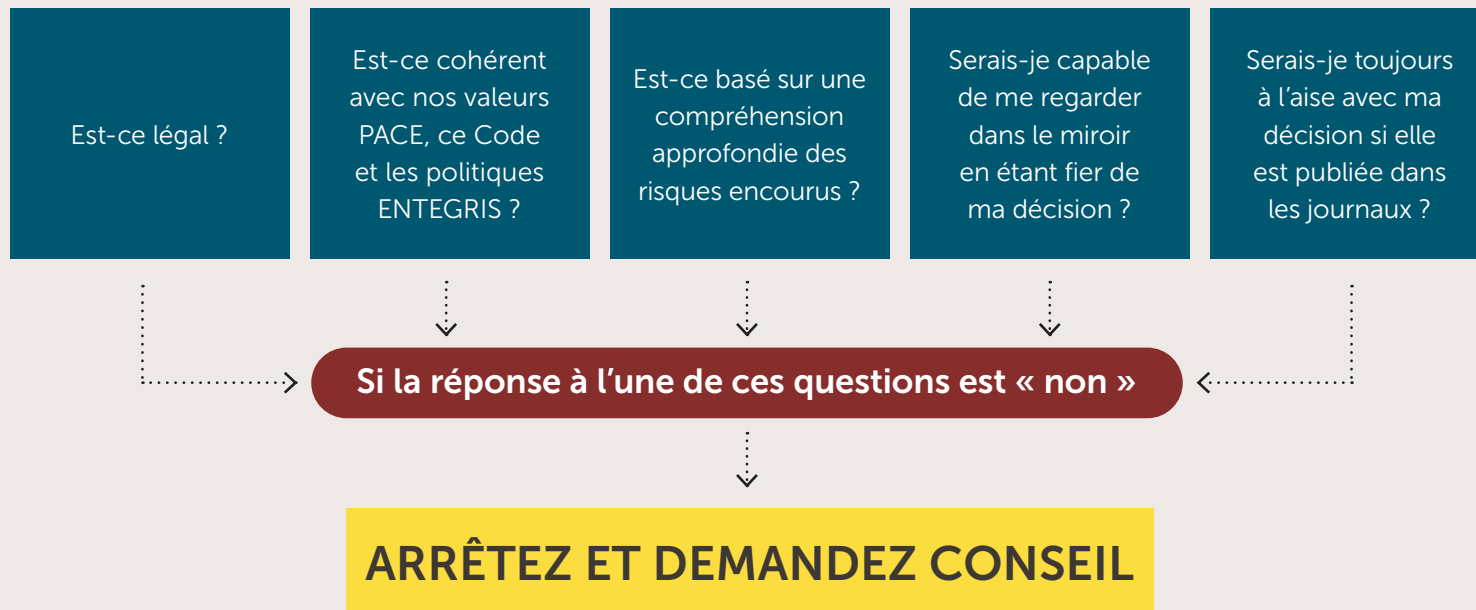 Est-ce légal ?
Est-ce cohérent
avec nos valeurs
PACE, ce Code
et les politiques
ENTEGRIS ?
Est-ce basé sur une
compréhension
approfondie des
risques encourus ?
Serais-je capable
de me regarder
dans le miroir
en étant fier de
ma décision ?
Serais-je toujours
à l’aise avec ma
décision si elle
est publiée dans
les journaux ?
Si la réponse à l’une de ces questions est « non »
ARRÊTEZ ET DEMANDEZ CONSEIL